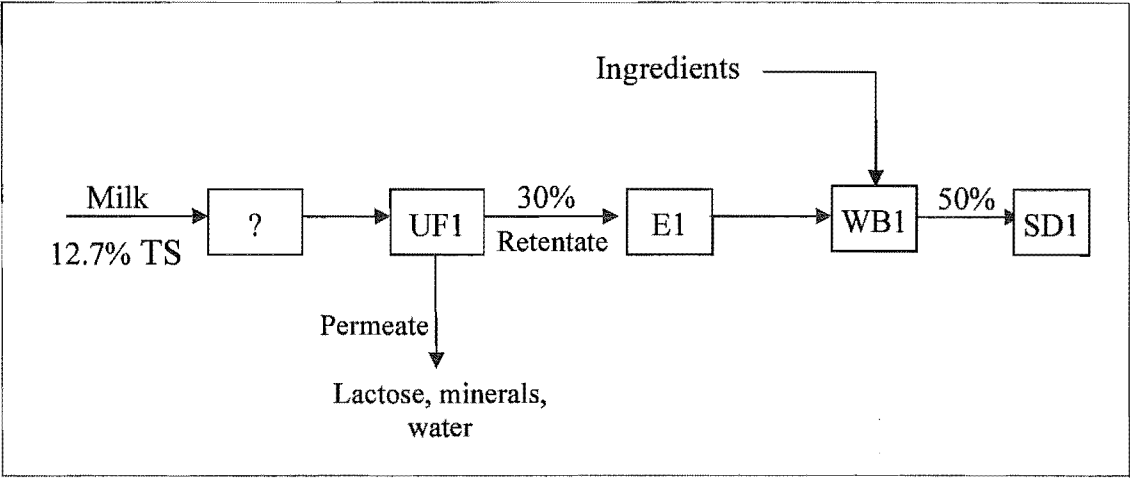 Ingredients
Milk
12.7% TS
?
UF1
30%
Retentate
E1
WB1
50%
SD1
Permeate
Lactose, minerals,
water